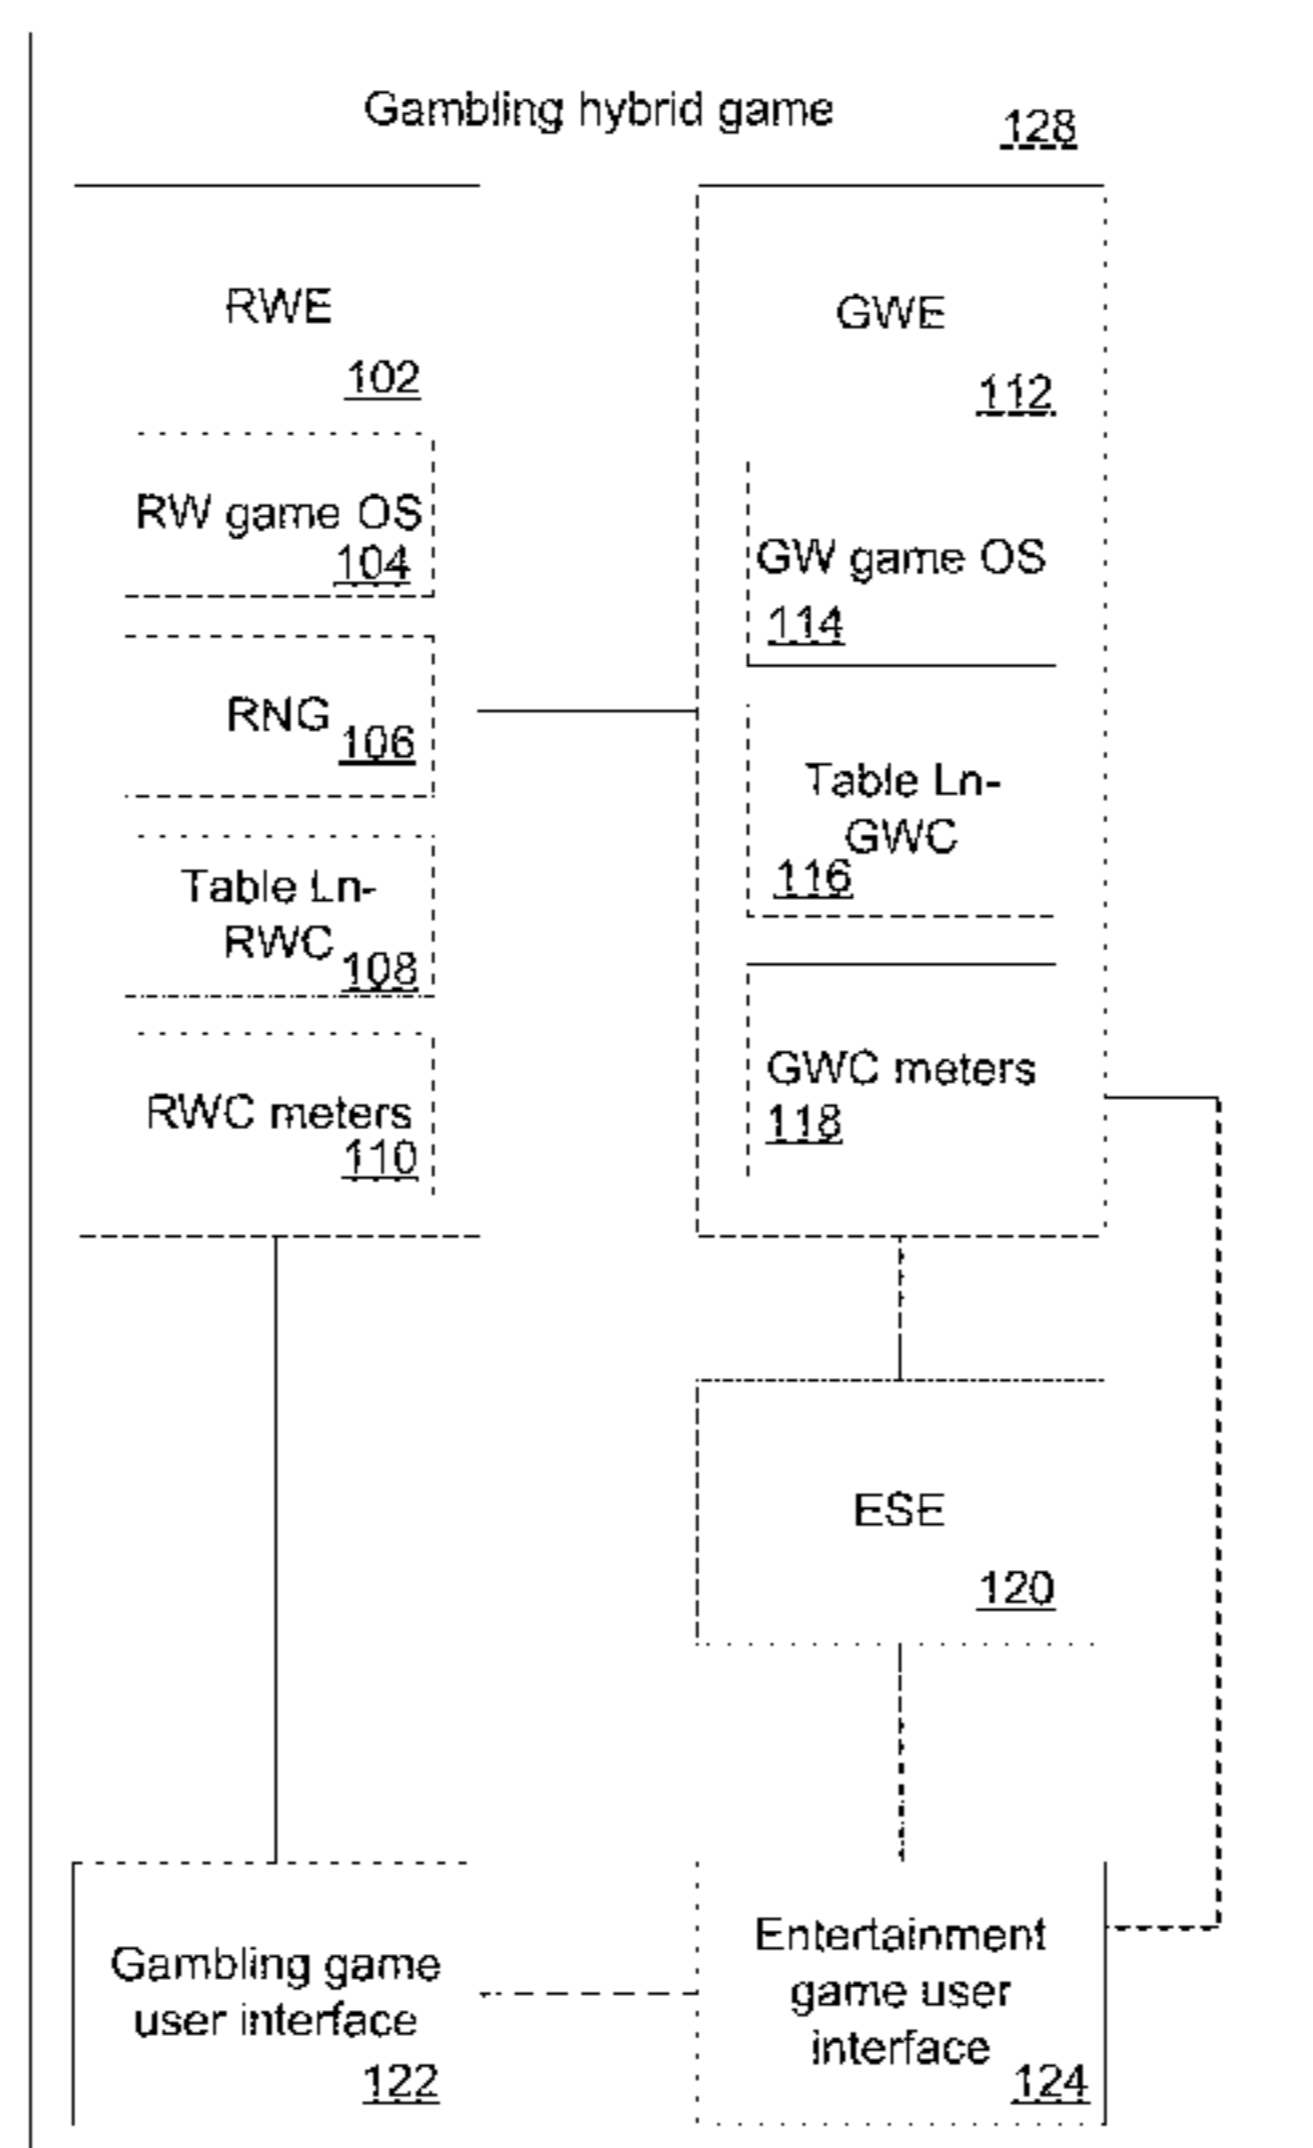 Gambling hybrid game
128
RWE
102
RW game OS
104
RNG
106
Table Ln-
RWC
108
RWC meters
110
GWE
112
GW game OS
114
Table Ln-
GWC
116
GWC meters
118
ESE
120
Gambling game
user interface
122
Entertainment
game user
interface
124